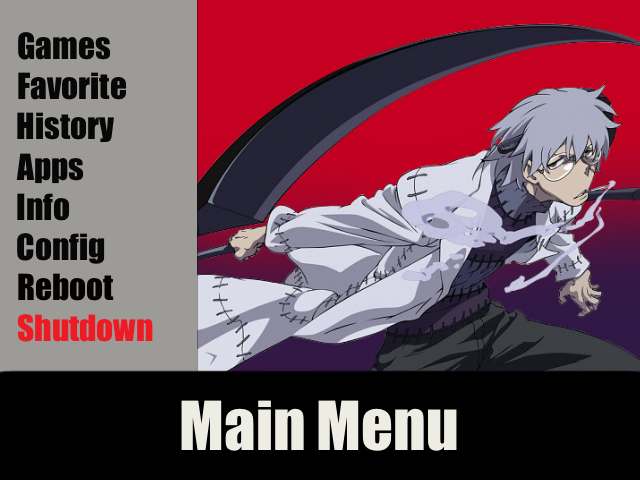 Games
Favorite
History
Apps
Info
Config
Reboot
Shutdown
Main Menu